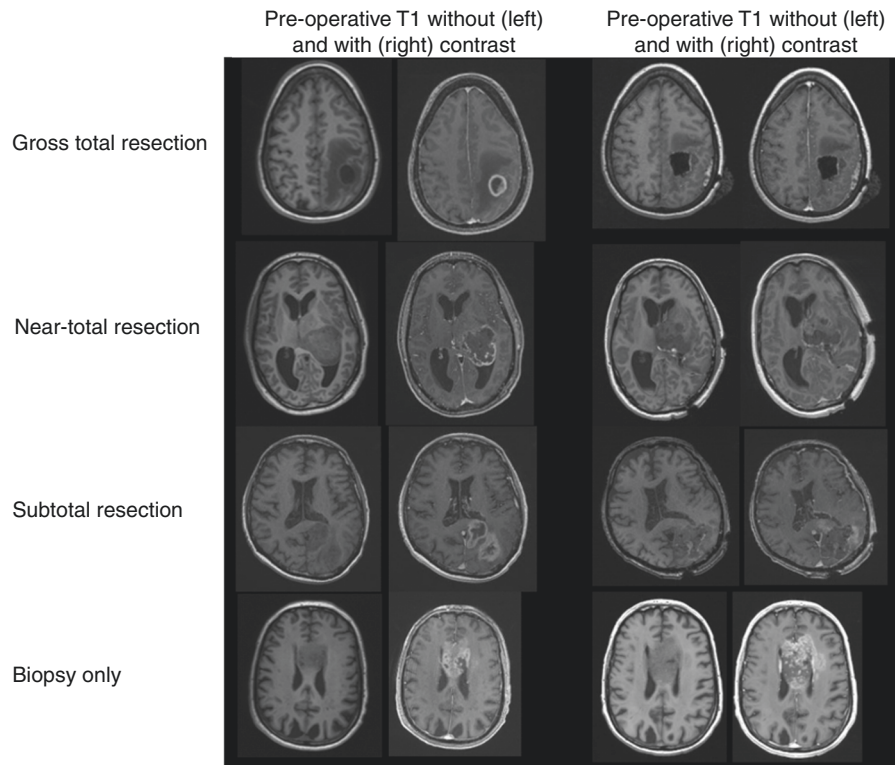 Pre-operative T1 without (left)
and with (right) contrast
Pre-operative T1 without (left)
and with (right) contrast
Gross total resection
Near-total resection
Subtotal resection
Biopsy only